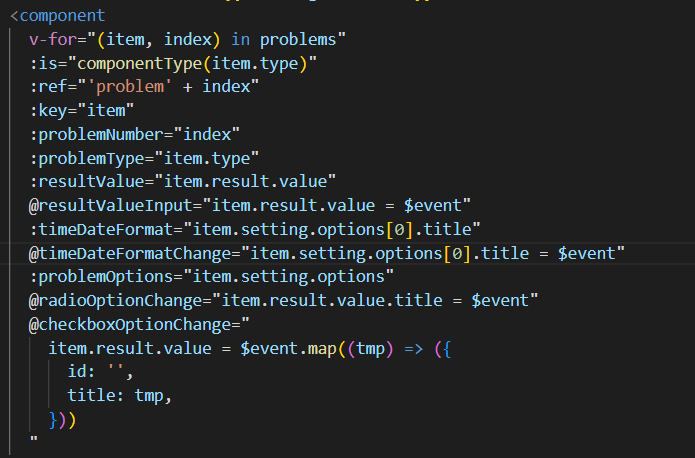 <component
v-for="(item, index) in problems"
:is="componentType(item.type)"
:ref="'problem' + index"
:key="item"
:problemNumber="index"
:problemType="item.type"
:resultValue="item.result.value"
@resultValueInput="item.result.value = $event"
:timeDateFormat="item.setting.options[0].title"
@timeDateFormatChange="item.setting.options[0].title = $event"
:problemOptions="item.setting.options"
@radioOptionChange="item.result.value.title = $event"
@checkboxOptionChange="
item.result.value = $event.map((tmp) => ({
id: '',
title: tmp,
}))
"